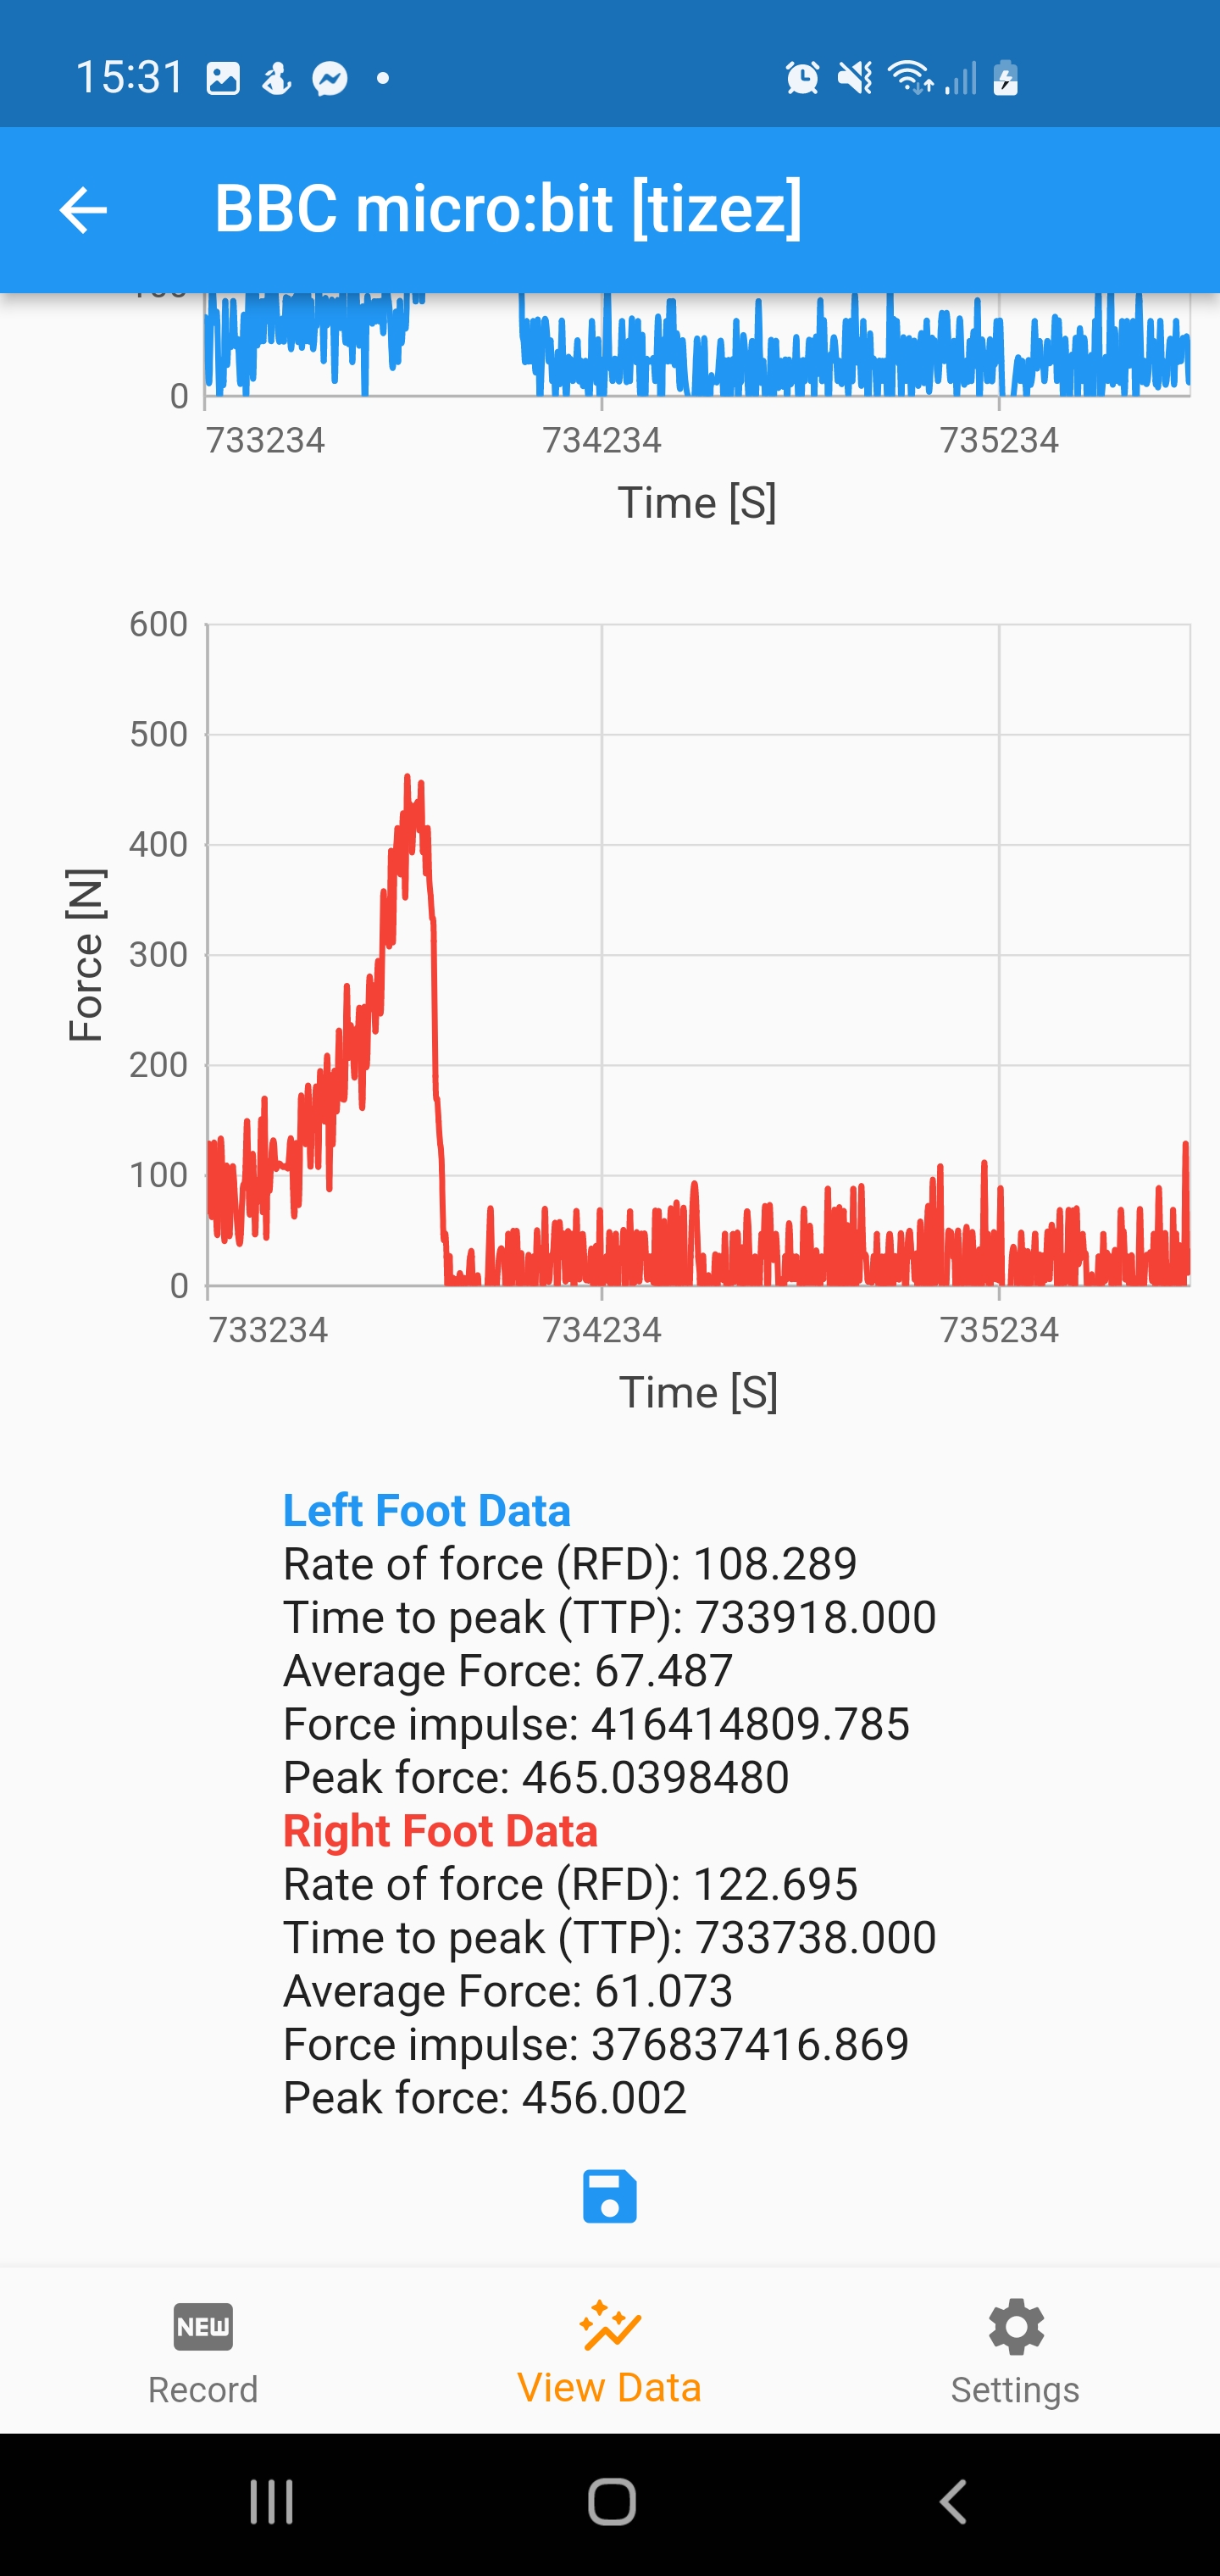 15:31
BBC micro:bit [tizez]
0
733234 734234 735234
Time [S]
600
500
400
300
200
100
0
Force [N]
733234 734234 735234
Time [S]
Left Foot Data
Rate of force (RFD): 108.289
Time to peak (TTP): 733918.000
Average Force: 67.487
Force impulse: 416414809.785
Peak force: 465.0398480
Right Foot Data
Rate of force (RFD): 122.695
Time to peak (TTP): 733738.000
Average Force: 61.073
Force impulse: 376837416.869
Peak force: 456.002
NEW
Record View Data Settings